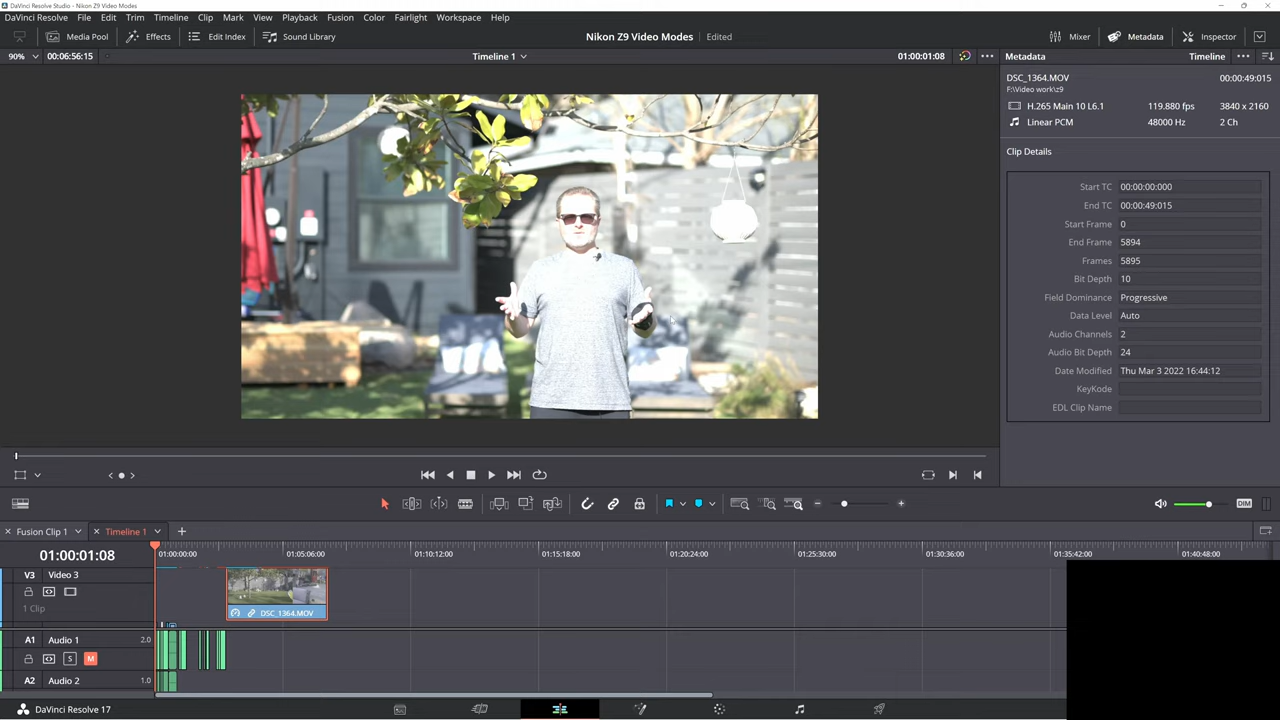 DaVinci Resolve Studio - Nikon Z9 Video Modes
DaVinci Resolve File Edit Trim Timeline Clip Mark View Playback Fusion Color Fairlight Workspace Help
Media Pool Effects Edit Index Sound Library Nikon Z9 Video Modes Edited Mixer Metadata Inspector
90% 00:06:56:15 Timeline 1 01:00:01:08 Metadata Timeline
DSC_1364.MOV 00:00:49:015
F:\Video work\z9
H.265 Main 10 L6.1 119.880 fps 3840 x 2160
Linear PCM 48000 Hz 2 Ch
Clip Details
Start TC 00:00:00:000
End TC 00:00:49:015
Start Frame 0
End Frame 5894
Frames 5895
Bit Depth 10
Field Dominance Progressive
Data Level Auto
Audio Channels 2
Audio Bit Depth 24
Date Modified Thu Mar 3 2022 16:44:12
KeyKode
EDL Clip Name
DIM
Fusion Clip 1 Timeline 1
01:00:01:08 01:00:00:00 01:05:06:00 01:10:12:00 01:15:18:00 01:20:24:00 01:25:30:00 01:30:36:00 01:35:42:00 01:40:48:00
V3 Video 3
1 Clip
DSC_1364.MOV
A1 Audio 1 2.0
S M
A2 Audio 2 1.0
DaVinci Resolve 17